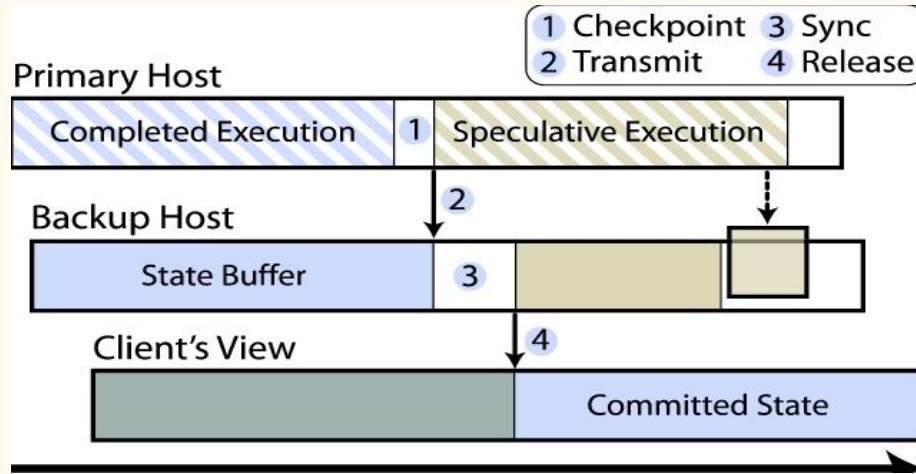 1 Checkpoint 3 Sync
2 Transmit 4 Release
Primary Host
Completed Execution 1 Speculative Execution
2
Backup Host
State Buffer 3
4
Client's View
Committed State